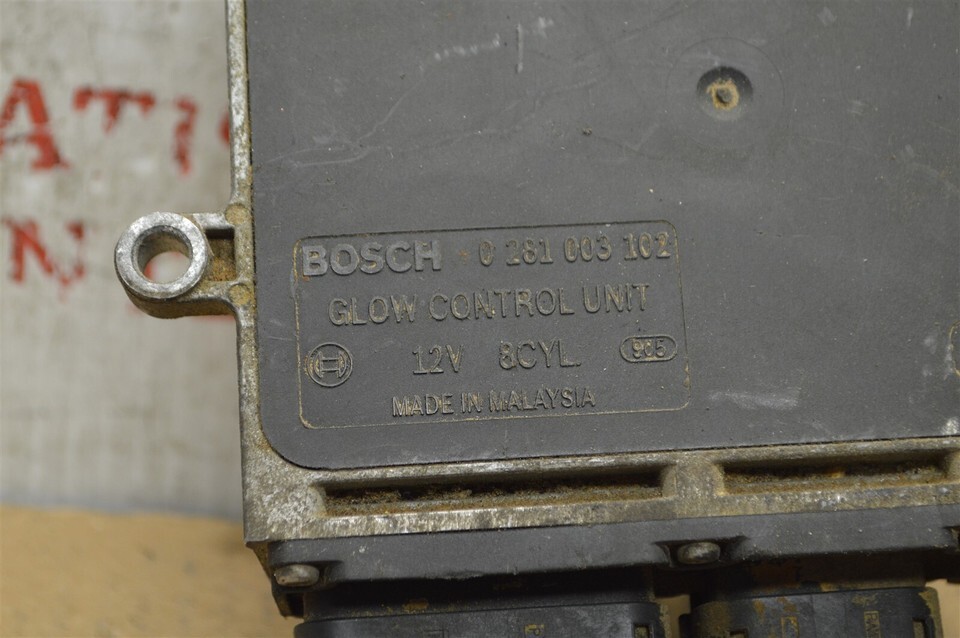 BOSCH 0 281 003 102
GLOW CONTROL UNIT
12V 8CYL. 905
MADE IN MALAYSIA